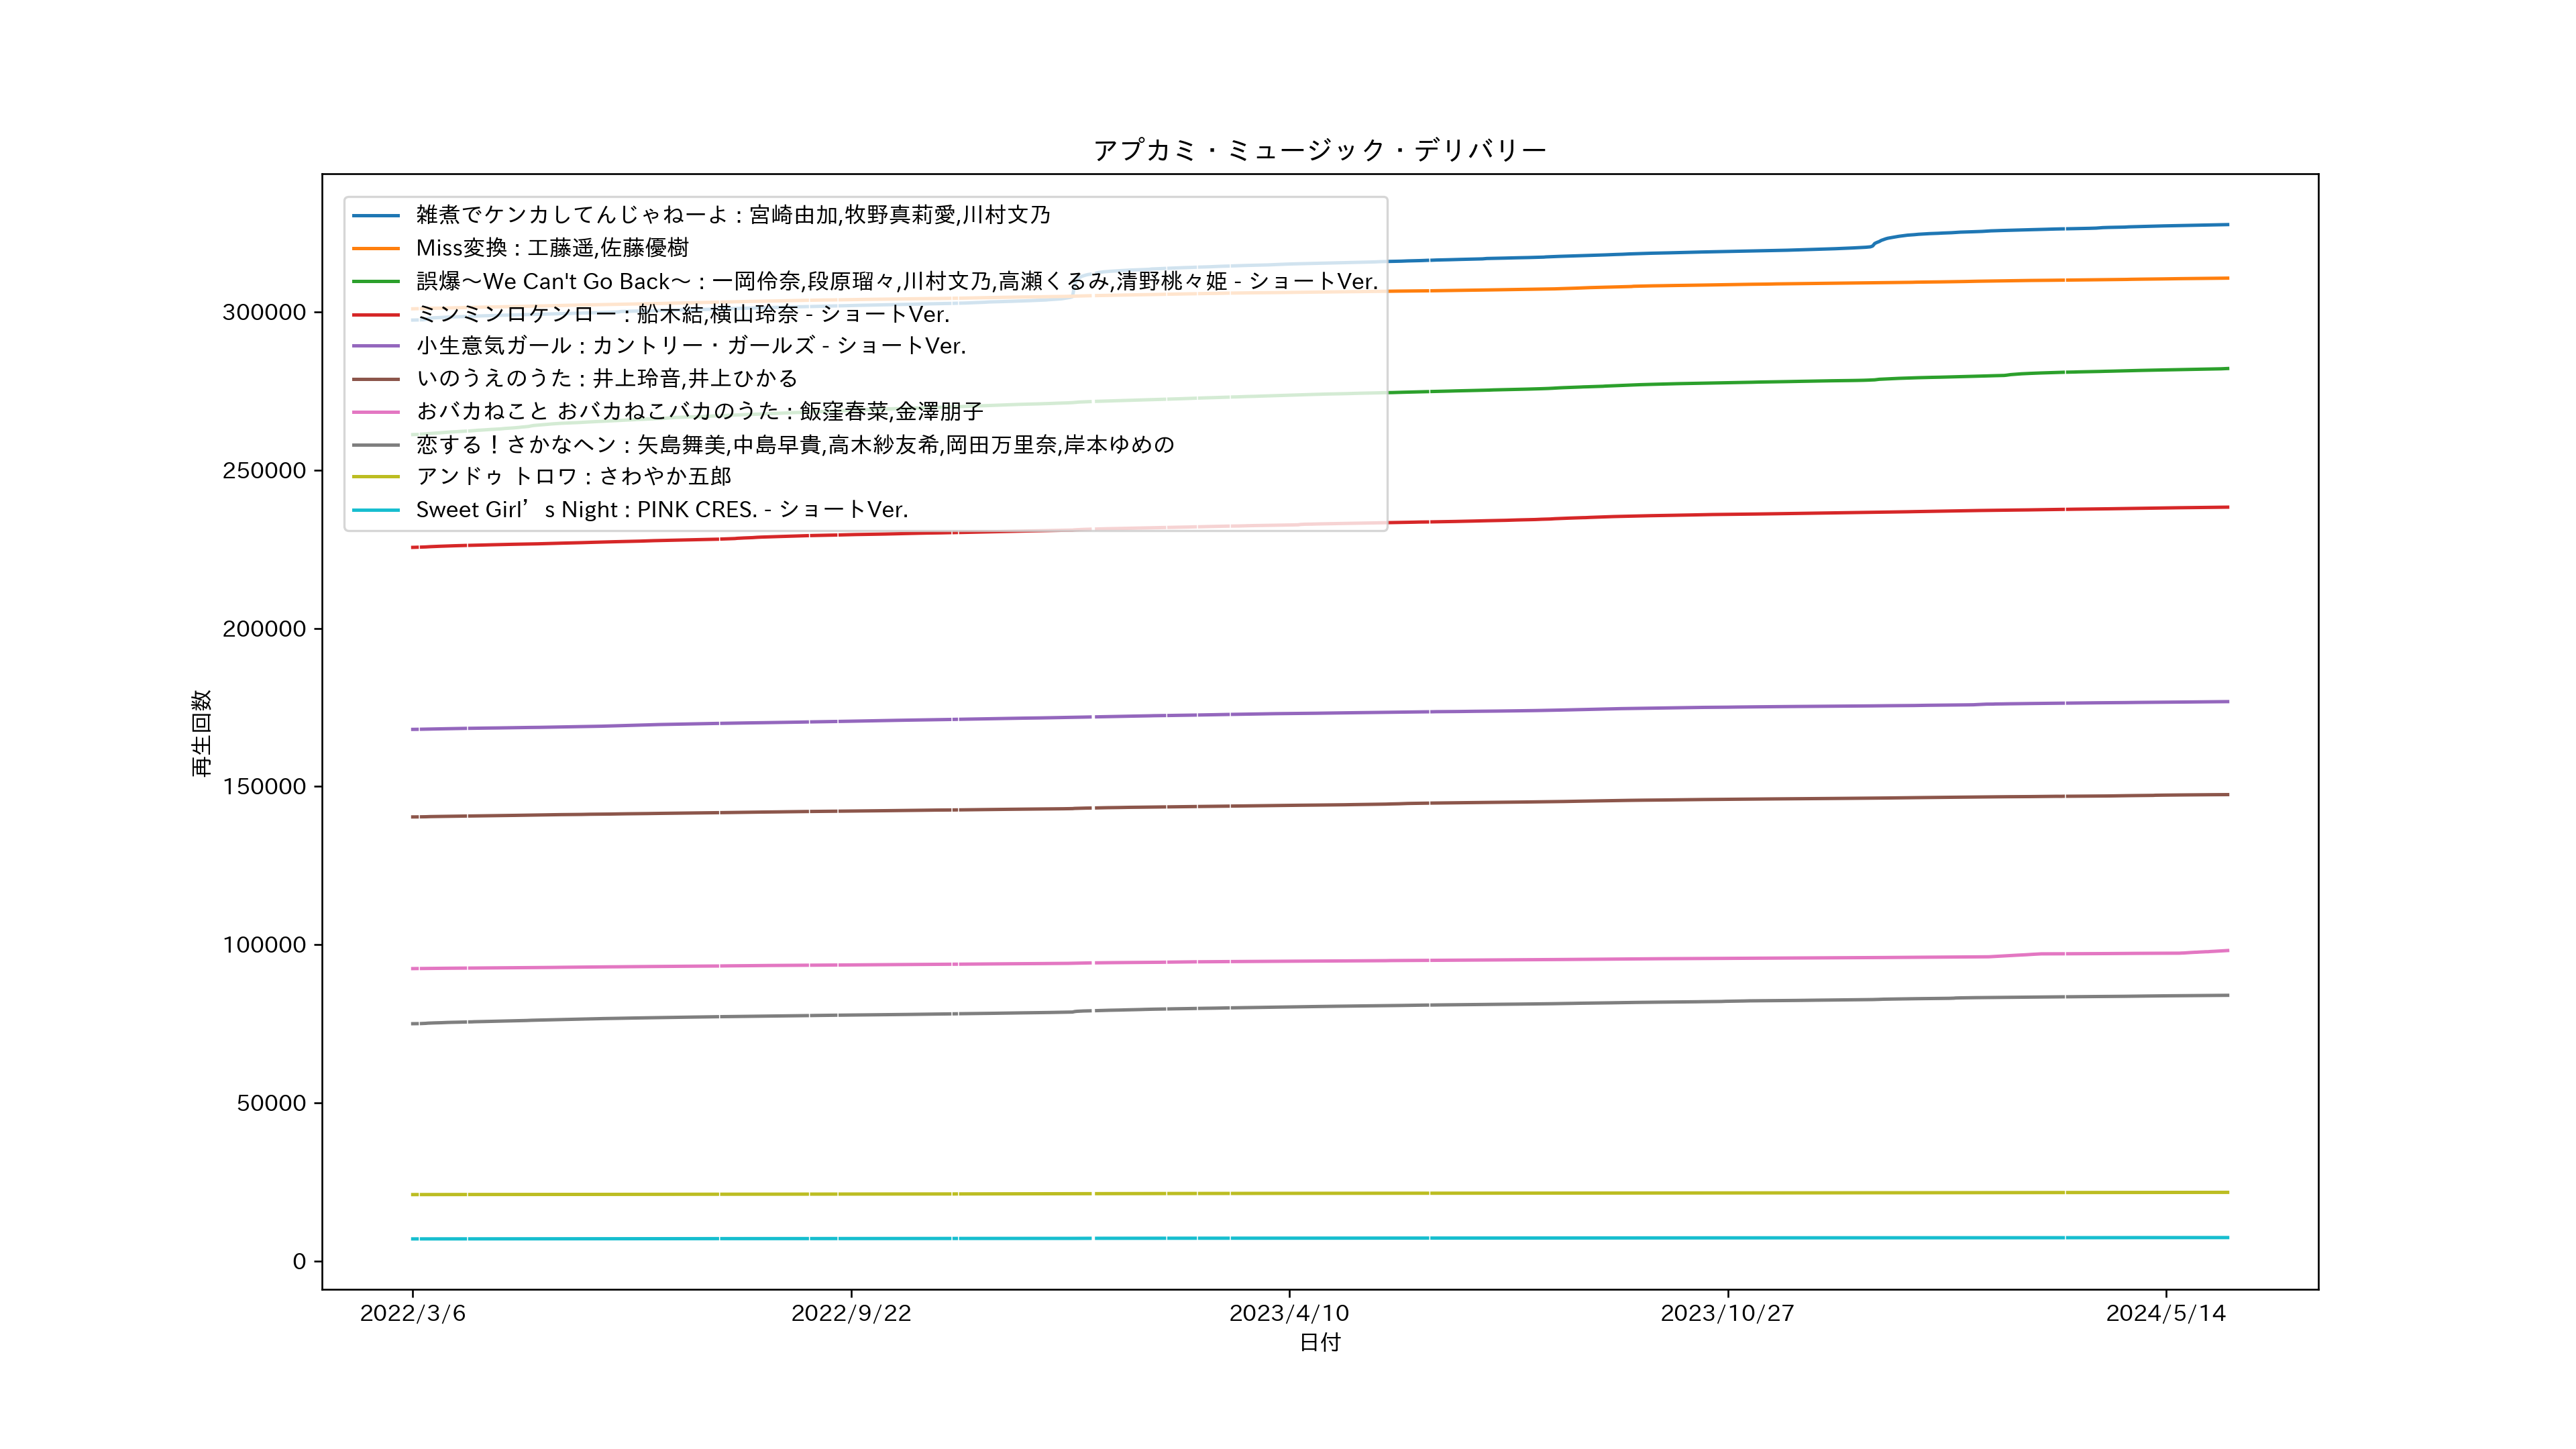 アプカミ・ミュージック・デリバリー
雑煮でケンカしてんじゃねーよ : 宮崎由加,牧野真莉愛,川村文乃
Miss変換 : 工藤遥,佐藤優樹
誤爆〜We Can't Go Back〜 : 一岡伶奈,段原瑠々,川村文乃,高瀬くるみ,清野桃々姫 - ショートVer.
ミンミンロケンロー : 船木結,横山玲奈 - ショートVer.
小生意気ガール : カントリー・ガールズ - ショートVer.
いのうえのうた : 井上玲音,井上ひかる
おバカねこと おバカねこバカのうた : 飯窪春菜,金澤朋子
恋する！さかなヘン : 矢島舞美,中島早貴,高木紗友希,岡田万里奈,岸本ゆめの
アンドゥ トロワ : さわやか五郎
Sweet Girl’s Night : PINK CRES. - ショートVer.
300000
250000
200000
150000
100000
50000
0
再生回数
2022/3/6 2022/9/22 2023/4/10 2023/10/27 2024/5/14
日付